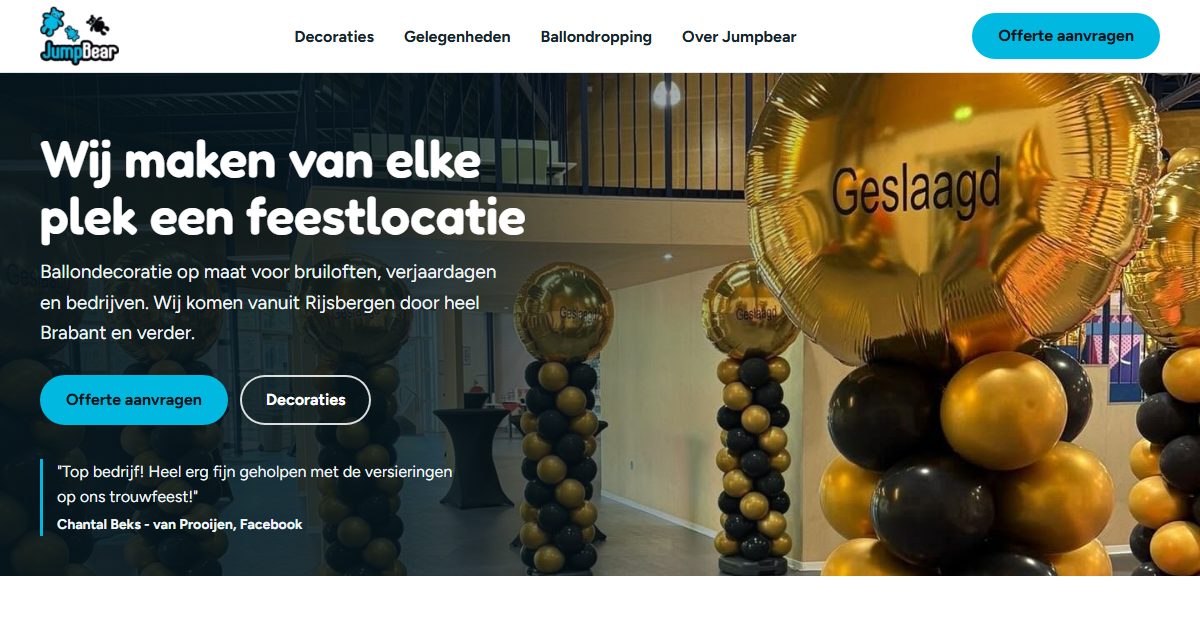 JumpBear
Decoraties
Gelegenheden
Ballondropping
Over Jumpbear
Offerte aanvragen
Wij maken van elke
plek een feestlocatie
Ballondecoratie op maat voor bruiloften, verjaardagen
en bedrijven. Wij komen vanuit Rijsbergen door heel
Brabant en verder.
Offerte aanvragen
Decoraties
"Top bedrijf! Heel erg fijn geholpen met de versieringen
op ons trouwfeest!"
Chantal Beks - van Prooijen, Facebook
Geslaagd
Geslaagd
Geslaagd